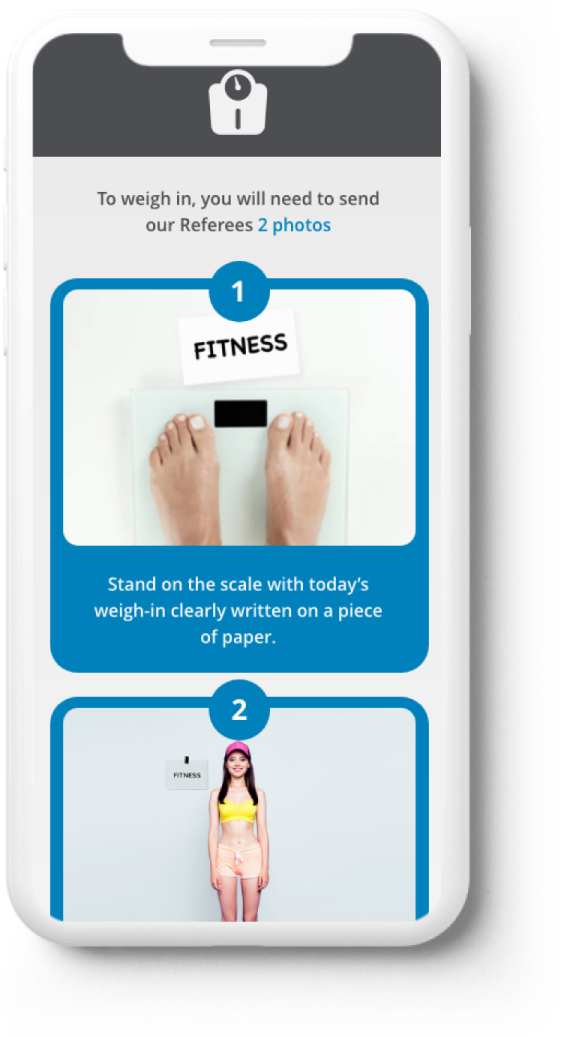 To weigh in, you will need to send
our Referees 2 photos
1
FITNESS
Stand on the scale with today’s
weigh-in clearly written on a piece
of paper.
2
FITNESS